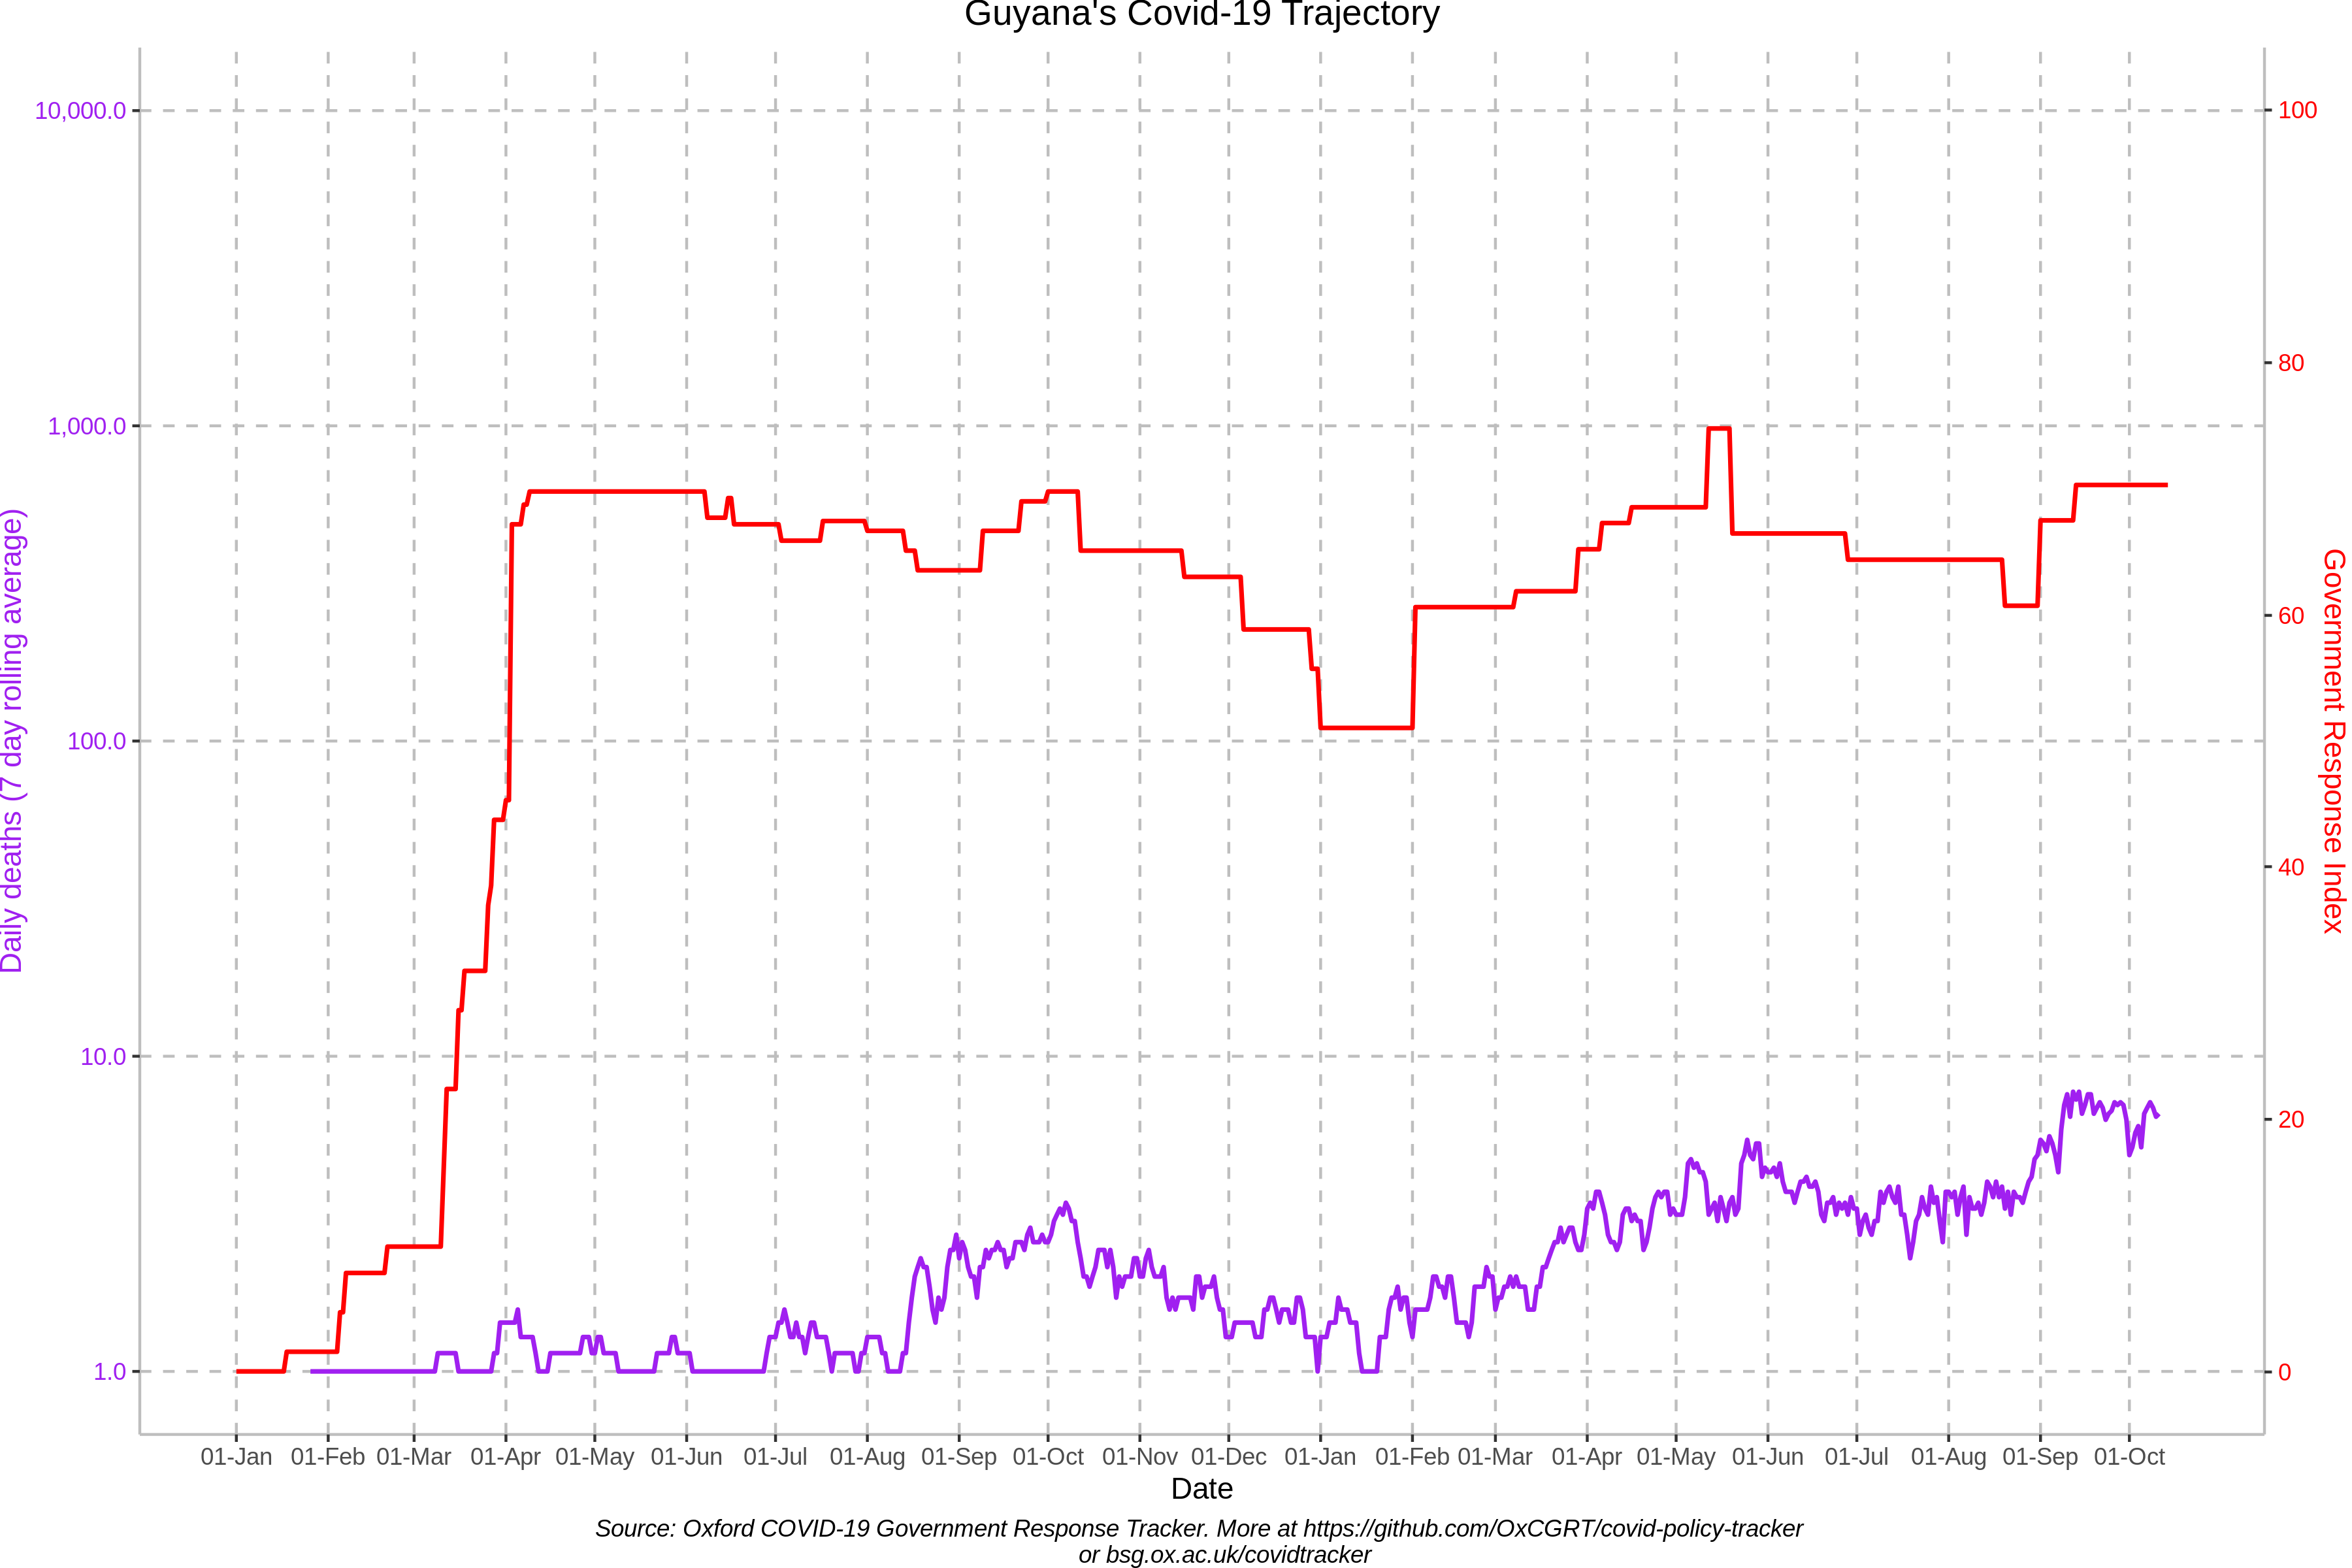 Guyana's Covid-19 Trajectory
10,000.0
1,000.0
100.0
10.0
1.0
Daily deaths (7 day rolling average)
100
80
60
40
20
0
Government Response Index
01-Jan 01-Feb 01-Mar 01-Apr 01-May 01-Jun 01-Jul 01-Aug 01-Sep 01-Oct 01-Nov 01-Dec 01-Jan 01-Feb 01-Mar 01-Apr 01-May 01-Jun 01-Jul 01-Aug 01-Sep 01-Oct
Date
Source: Oxford COVID-19 Government Response Tracker. More at https://github.com/OxCGRT/covid-policy-tracker
or bsg.ox.ac.uk/covidtracker